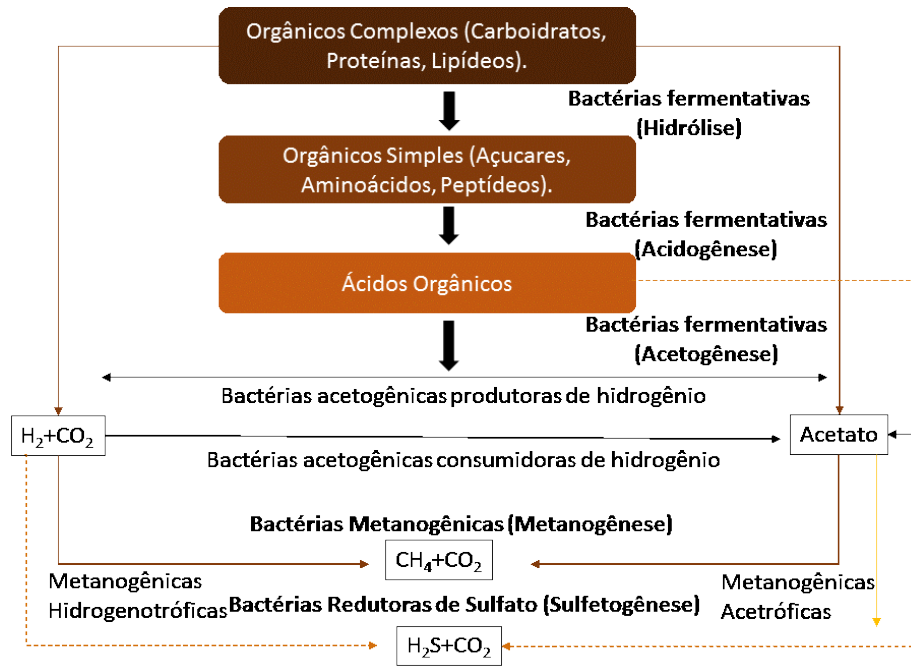 Orgânicos Complexos (Carboidratos,
Proteínas, Lipídeos).
Bactérias fermentativas
(Hidrólise)
Orgânicos Simples (Açucares,
Aminoácidos, Peptídeos).
Bactérias fermentativas
(Acidogênese)
Ácidos Orgânicos
Bactérias fermentativas
(Acetogênese)
Bactérias acetogênicas produtoras de hidrogênio
H₂+CO₂
Acetato
Bactérias acetogênicas consumidoras de hidrogênio
Bactérias Metanogênicas (Metanogênese)
CH₄+CO₂
Metanogênicas
Hidrogenotróficas
Metanogênicas
Acetróficas
Bactérias Redutoras de Sulfato (Sulfetogênese)
H₂S+CO₂